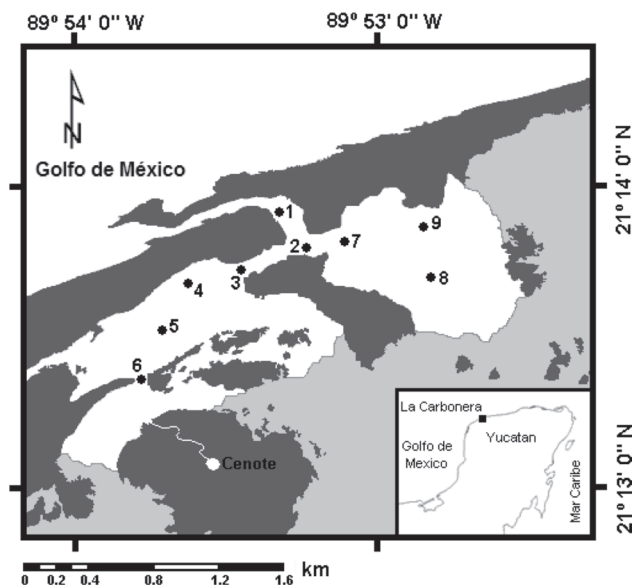 89º 54' 0'' W
89º 53' 0'' W
N
Golfo de México
21º 14' 0'' N
1
2
7
9
3
4
8
5
6
Cenote
La Carbonera
Golfo de
Mexico
Yucatan
Mar Caribe
21º 13' 0'' N
0 0.2 0.4 0.8 1.2 1.6
km